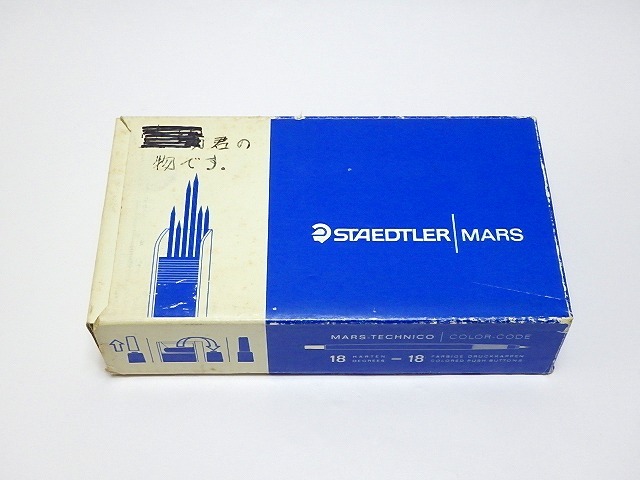 君の
物です。
STAEDTLER MARS
MARS-TECHNICO COLOR-CODE
18 HÄRTEN DEGREES – 18 FARBIGE DRUCKKAPPEN COLORED PUSH BUTTONS